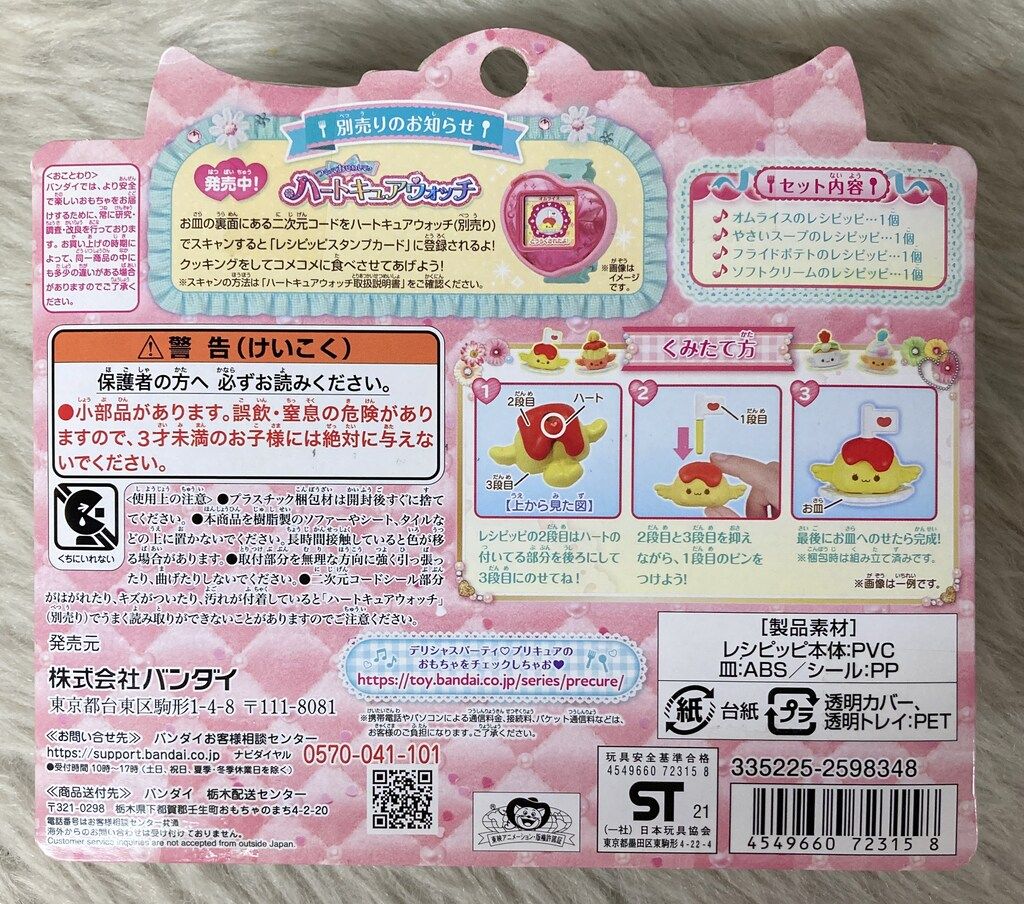 別売りのお知らせ
発売中!
ハートキュアウォッチ
お皿の裏面にある二次元コードをハートキュアウォッチ(別売り)
でスキャンすると「レシピッピスタンプカード」に登録されるよ!
クッキングをしてコメコメに食べさせてあげよう!
※スキャンの方法は「ハートキュアウォッチ取扱説明書」をご確認ください。
※画像は
イメージ
です。
<おことわり>
バンダイでは、より安全
で楽しいおもちゃをお届
けするために、常に研究・
調査・改良を行っておりま
す。お買い上げの時期に
よって、同一商品の中に
も多少の違いがある場合
がありますのでご了承く
ださい。
セット内容
オムライスのレシピッピ…1個
やさいスープのレシピッピ…1個
フライドポテトのレシピッピ…1個
ソフトクリームのレシピッピ…1個
警告(けいこく)
保護者の方へ 必ずお読みください。
●小部品があります。誤飲・窒息の危険があり
ますので、3才未満のお子様には絶対に与えな
いでください。
くちにいれない
<使用上の注意> ●プラスチック梱包材は開封後すぐに捨て
てください。●本商品を樹脂製のソファーやシート、タイルな
どの上に置かないでください。長時間接触していると色が移
る場合があります。●取付部分を無理な方向に強く引っ張っ
たり、曲げたりしないでください。●二次元コードシール部分
がはがれたり、キズがついたり、汚れが付着していると「ハートキュアウォッチ」
(別売り)でうまく読み取りができないことがありますのでご注意ください。
くみたて方
1
2段目
ハート
3段目
【上から見た図】
レシピッピの2段目はハートの
付いてる部分を後ろにして
3段目にのせてね!
2
1段目
2段目と3段目を抑え
ながら、1段目のピンを
つけよう!
3
お皿
最後にお皿へのせたら完成!
※梱包時は組み立て済みです。
※画像は一例です。
発売元
株式会社バンダイ
東京都台東区駒形1-4-8 〒111-8081
≪お問い合せ先≫ バンダイお客様相談センター
https://support.bandai.co.jp ナビダイヤル 0570-041-101
●受付時間 10時〜17時(土日、祝日、夏季・冬季休業日を除く)
≪商品送付先≫ バンダイ 栃木配送センター
〒321-0298 栃木県下都賀郡壬生町おもちゃのまち4-2-20
電話番号はお客様相談センター共通
海外からのお問い合わせは受け付けておりません。
Customer service inquiries are not accepted from outside Japan.
デリシャスパーティ♡プリキュアの
おもちゃをチェックしちゃお♥
https://toy.bandai.co.jp/series/precure/
※携帯電話やパソコンによる通信料金、接続料、パケット通信料などは、
お客様のご負担になります。ご了承ください。
[製品素材]
レシピッピ本体:PVC
皿:ABS/シール:PP
紙 台紙
プラ 透明カバー、
透明トレイ:PET
東映アニメーション・版権許諾証
玩具安全基準合格
4549660 72315 8
ST 21
(一社) 日本玩具協会
東京都墨田区東駒形4-22-4
335225-2598348
4 549660 72315 8